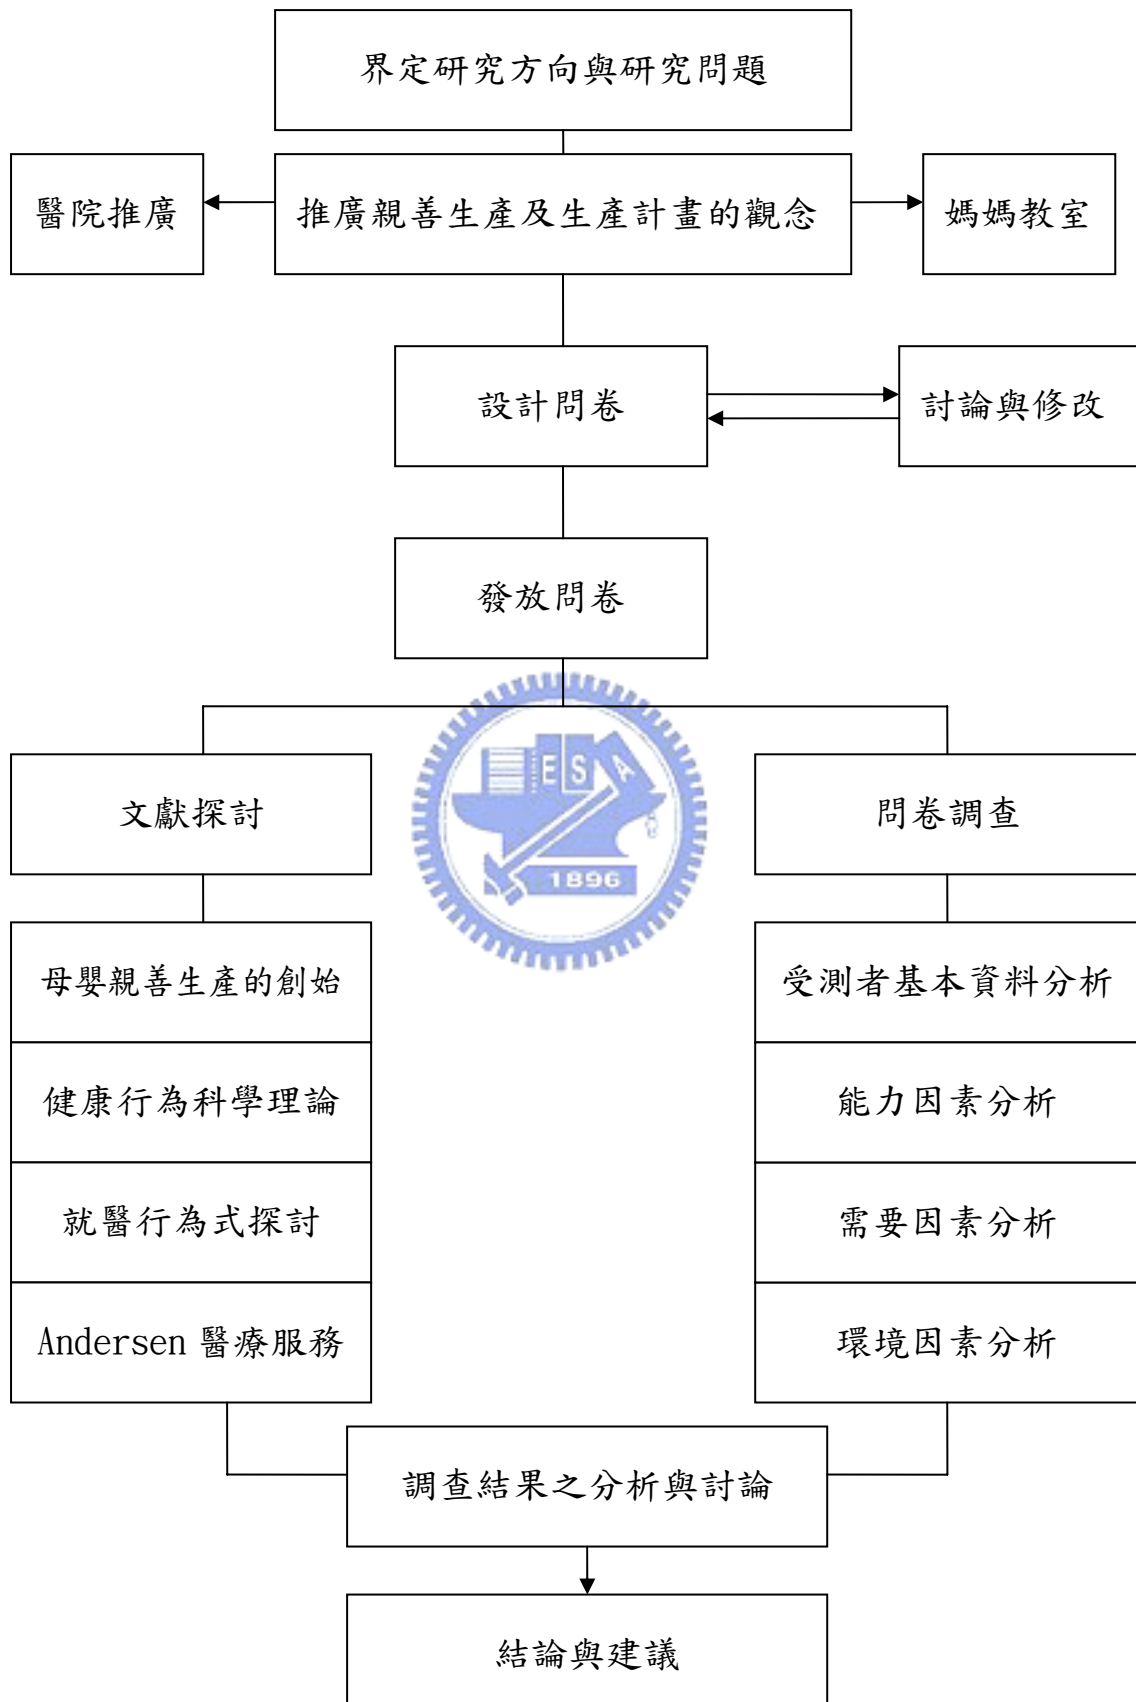 界定研究方向與研究問題
醫院推廣
推廣親善生產及生產計畫的觀念
媽媽教室
設計問卷
討論與修改
發放問卷
ESA
1896
文獻探討
問卷調查
母嬰親善生產的創始
受測者基本資料分析
健康行為科學理論
能力因素分析
就醫行為式探討
需要因素分析
Andersen 醫療服務
環境因素分析
調查結果之分析與討論
結論與建議